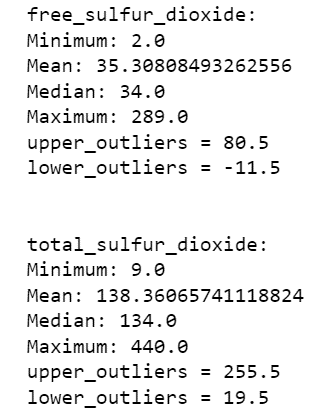 free_sulfur_dioxide:
Minimum: 2.0
Mean: 35.30808493262556
Median: 34.0
Maximum: 289.0
upper_outliers = 80.5
lower_outliers = -11.5
total_sulfur_dioxide:
Minimum: 9.0
Mean: 138.36065741118824
Median: 134.0
Maximum: 440.0
upper_outliers = 255.5
lower_outliers = 19.5